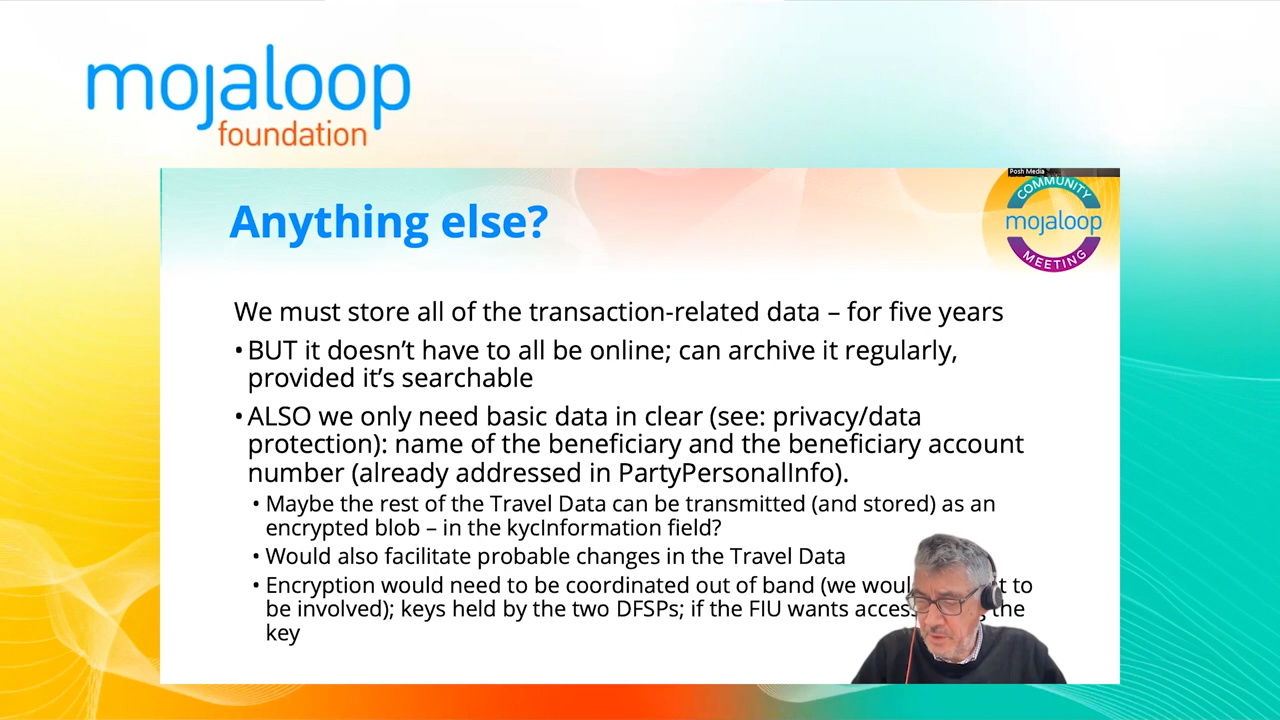 mojaloop
foundation
Posh Media
COMMUNITY
mojaloop
MEETING
Anything else?
We must store all of the transaction-related data – for five years
• BUT it doesn't have to all be online; can archive it regularly,
provided it's searchable
• ALSO we only need basic data in clear (see: privacy/data
protection): name of the beneficiary and the beneficiary account
number (already addressed in PartyPersonalInfo).
• Maybe the rest of the Travel Data can be transmitted (and stored) as an
encrypted blob – in the kycInformation field?
• Would also facilitate probable changes in the Travel Data
• Encryption would need to be coordinated out of band (we to
be involved); keys held by the two DFSPs; if the FIU wants access the
key